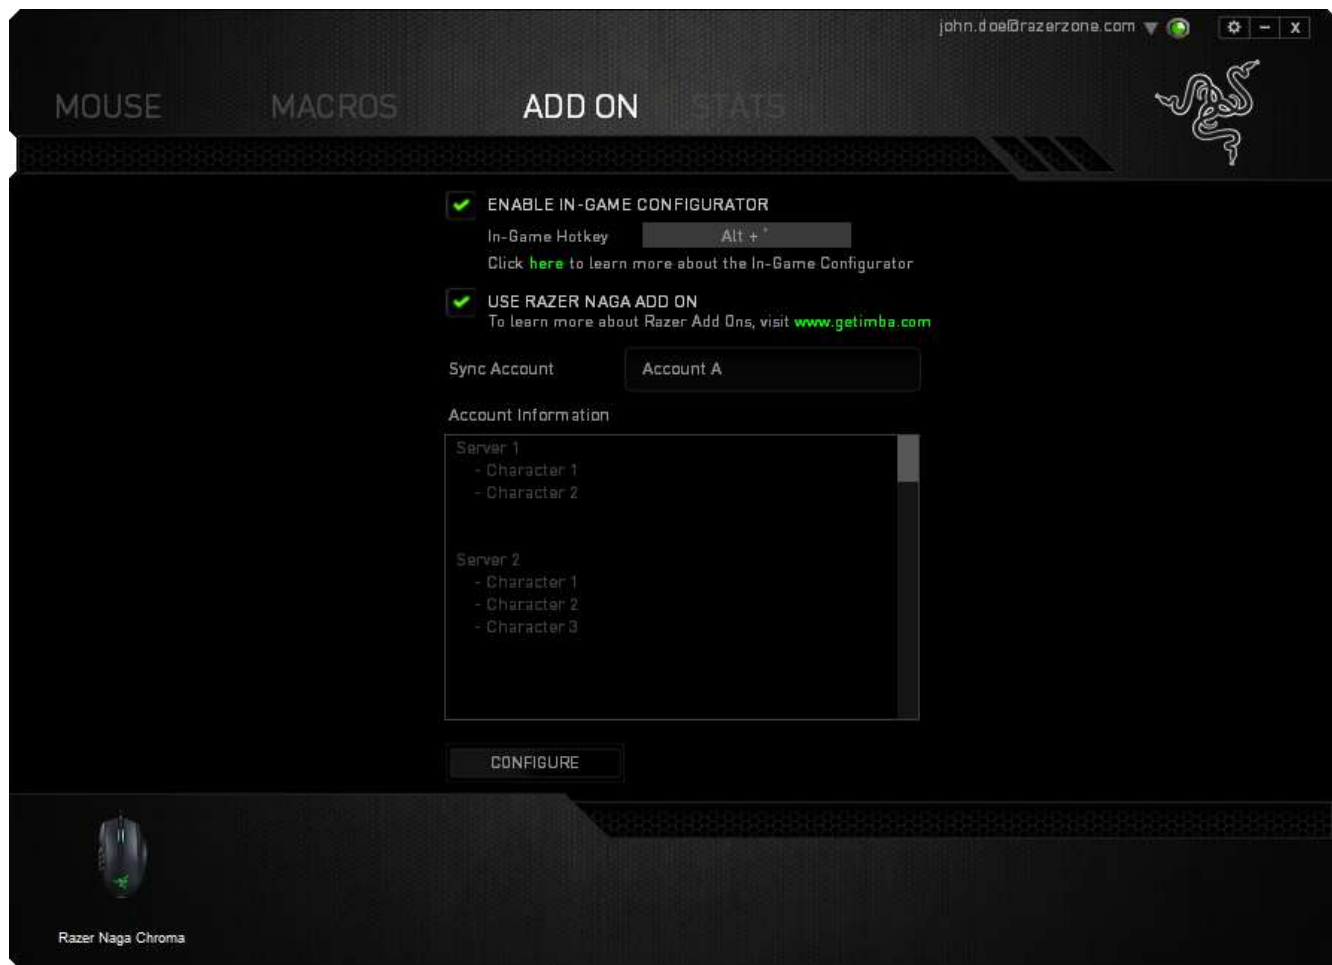 john.doe@razerzone.com
X
MOUSE
MACROS
ADD ON
STATS
ENABLE IN-GAME CONFIGURATOR
In-Game Hotkey
Alt + `
Click here to learn more about the In-Game Configurator
USE RAZER NAGA ADD ON
To learn more about Razer Add Ons, visit www.getimba.com
Sync Account
Account A
Account Information
Server 1
- Character 1
- Character 2
Server 2
- Character 1
- Character 2
- Character 3
CONFIGURE
Razer Naga Chroma